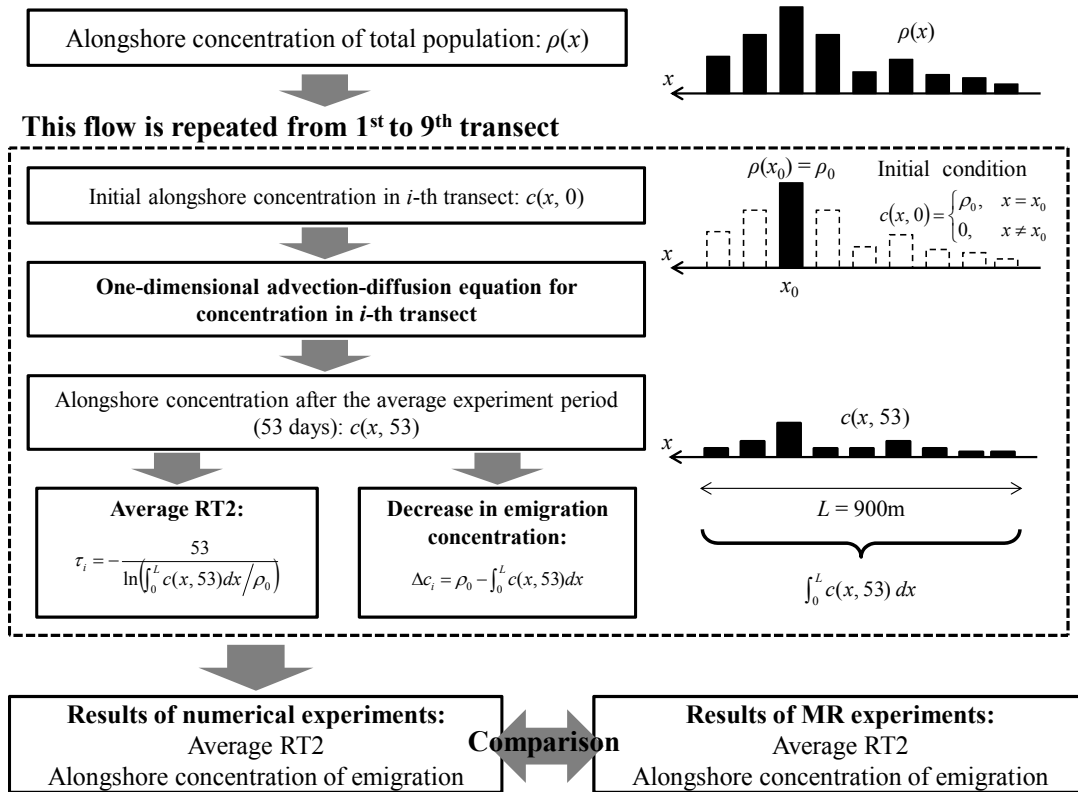 Alongshore concentration of total population: ρ(x)
ρ(x)
x
This flow is repeated from 1st to 9th transect
Initial alongshore concentration in i-th transect: c(x, 0)
ρ(x0) = ρ0
Initial condition
c(x, 0) = { ρ0, x = x0
0, x ≠ x0
x
x0
One-dimensional advection-diffusion equation for
concentration in i-th transect
Alongshore concentration after the average experiment period
(53 days): c(x, 53)
c(x, 53)
x
L = 900m
∫0^L c(x, 53) dx
Average RT2:
τi = − 53 / ln(∫0^L c(x, 53)dx/ρ0)
Decrease in emigration
concentration:
Δci = ρ0 − ∫0^L c(x, 53)dx
Results of numerical experiments:
Average RT2
Alongshore concentration of emigration
Comparison
Results of MR experiments:
Average RT2
Alongshore concentration of emigration